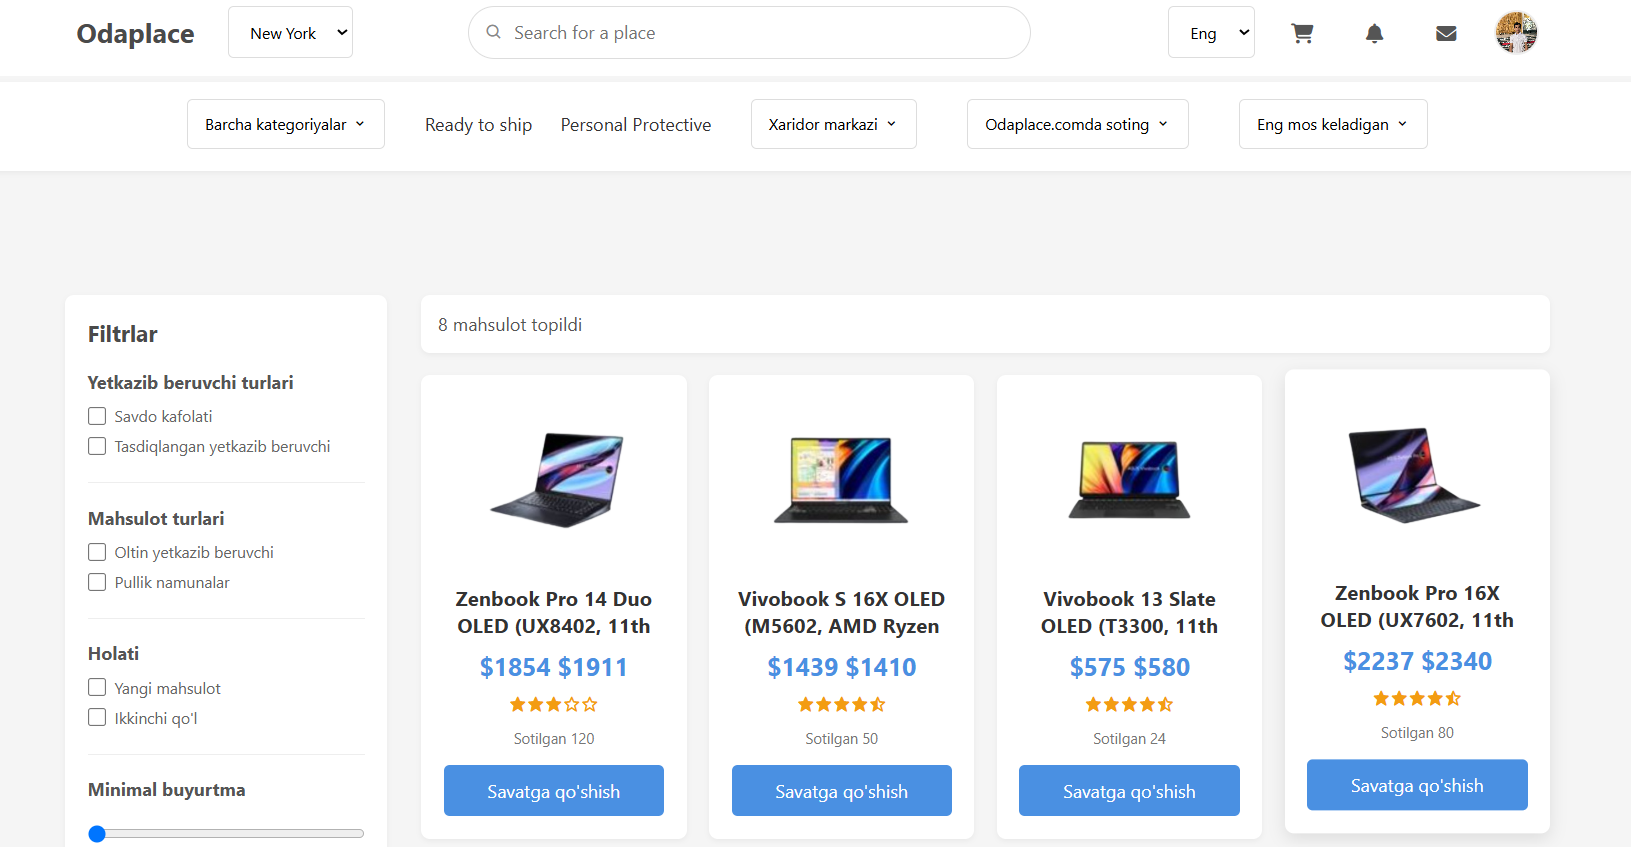 Odaplace
New York
Search for a place
Eng
Barcha kategoriyalar
Ready to ship
Personal Protective
Xaridor markazi
Odaplace.comda soting
Eng mos keladigan
Filtrlar
Yetkazib beruvchi turlari
Savdo kafolati
Tasdiqlangan yetkazib beruvchi
Mahsulot turlari
Oltin yetkazib beruvchi
Pullik namunalar
Holati
Yangi mahsulot
Ikkinchi qo'l
Minimal buyurtma
8 mahsulot topildi
Zenbook Pro 14 Duo
OLED (UX8402, 11th
$1854 $1911
Sotilgan 120
Savatga qo'shish
Vivobook S 16X OLED
(M5602, AMD Ryzen
$1439 $1410
Sotilgan 50
Savatga qo'shish
Vivobook 13 Slate
OLED (T3300, 11th
$575 $580
Sotilgan 24
Savatga qo'shish
Zenbook Pro 16X
OLED (UX7602, 11th
$2237 $2340
Sotilgan 80
Savatga qo'shish